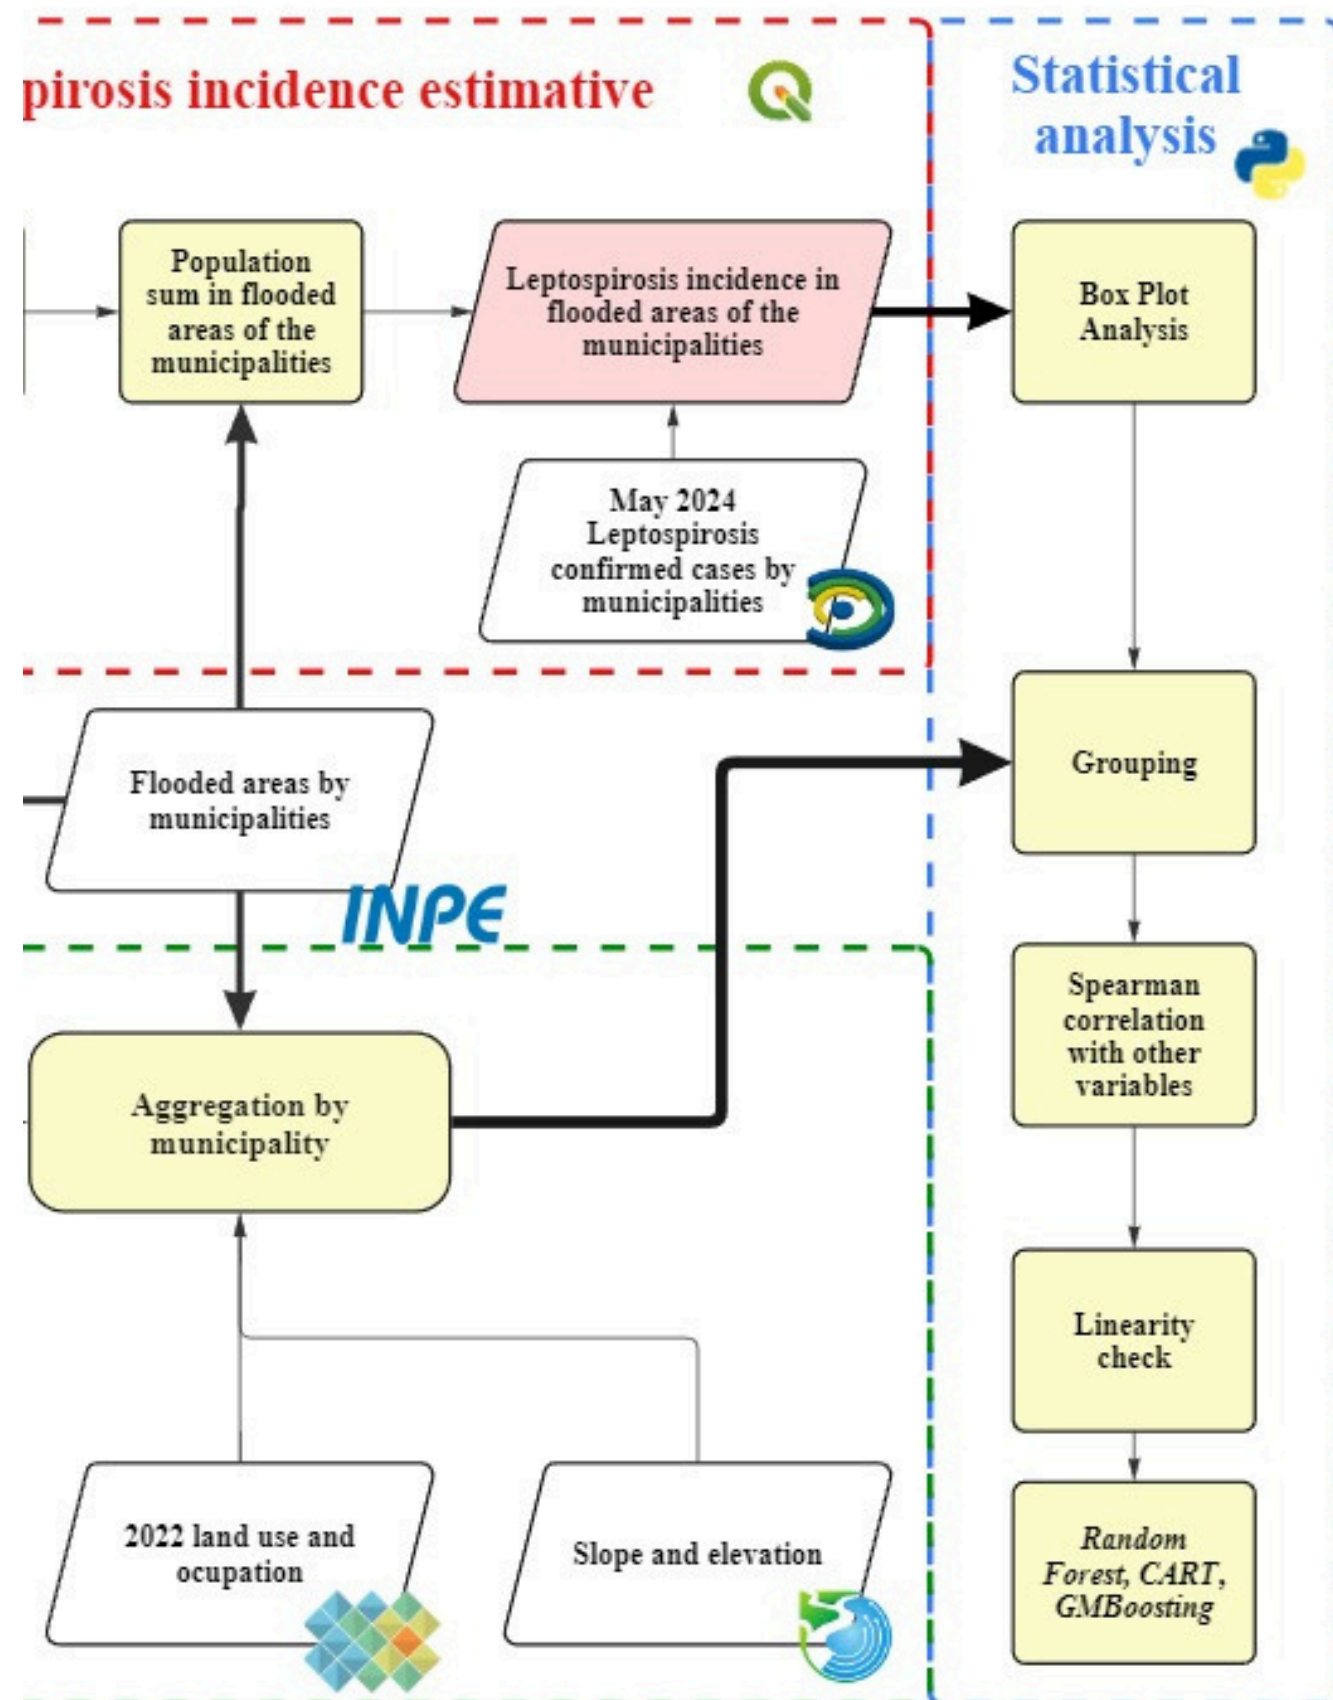 pirosis incidence estimative
Statistical
analysis
Population
sum in flooded
areas of the
municipalities
Leptospirosis incidence in
flooded areas of the
municipalities
Box Plot
Analysis
May 2024
Leptospirosis
confirmed cases by
municipalities
Flooded areas by
municipalities
INPE
Grouping
Aggregation by
municipality
Spearman
correlation
with other
variables
Linearity
check
2022 land use and
ocupation
Slope and elevation
Random
Forest, CART,
GMBoosting